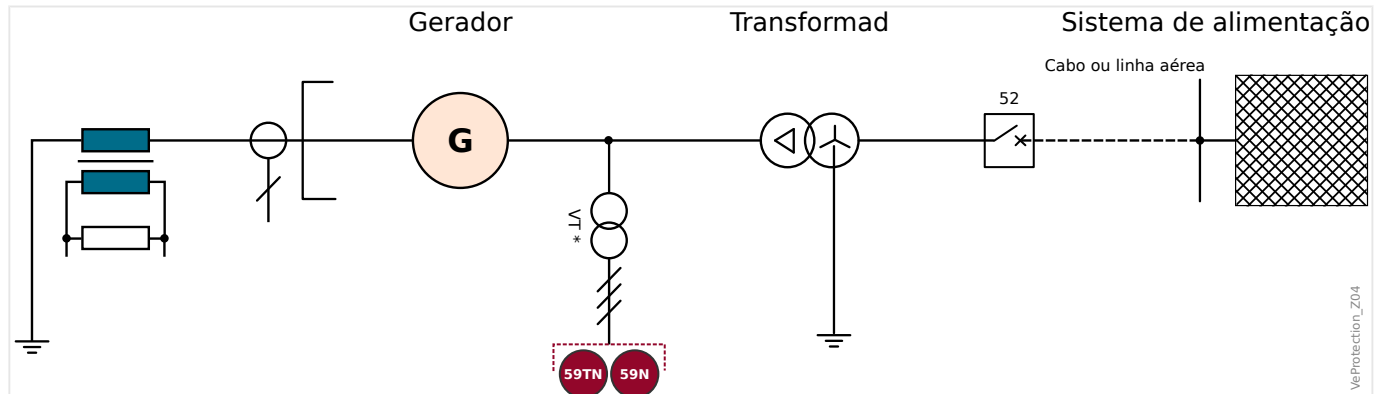 Gerador
Transformad
Sistema de alimentação
Cabo ou linha aérea
52
G
VT *
59TN
59N
VeProtection_Z04